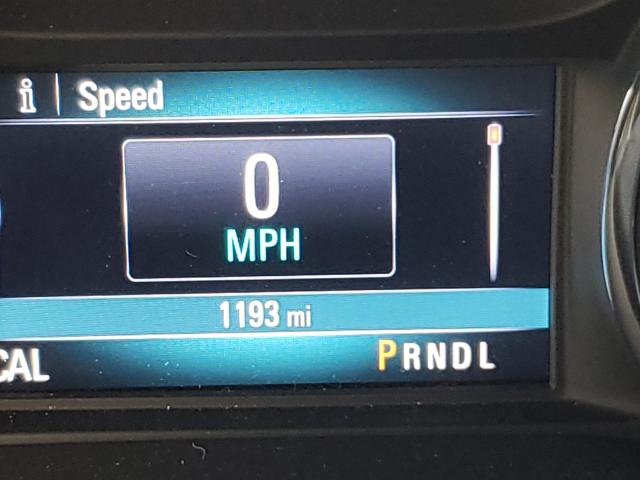 i Speed
0
MPH
1193 mi
CAL PRNDL